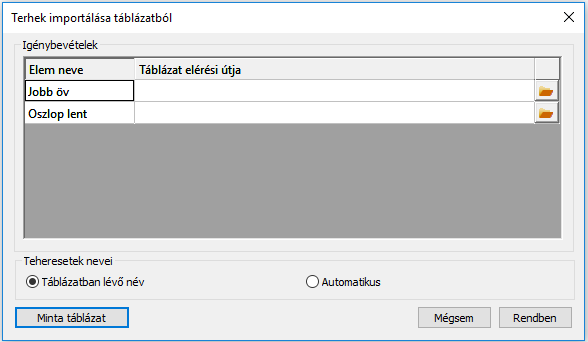 Terhek importálása táblázatból
Igénybevételek
Elem neve Táblázat elérési útja
Jobb öv
Oszlop lent
Teheresetek nevei
Táblázatban lévő név Automatikus
Minta táblázat Mégsem Rendben